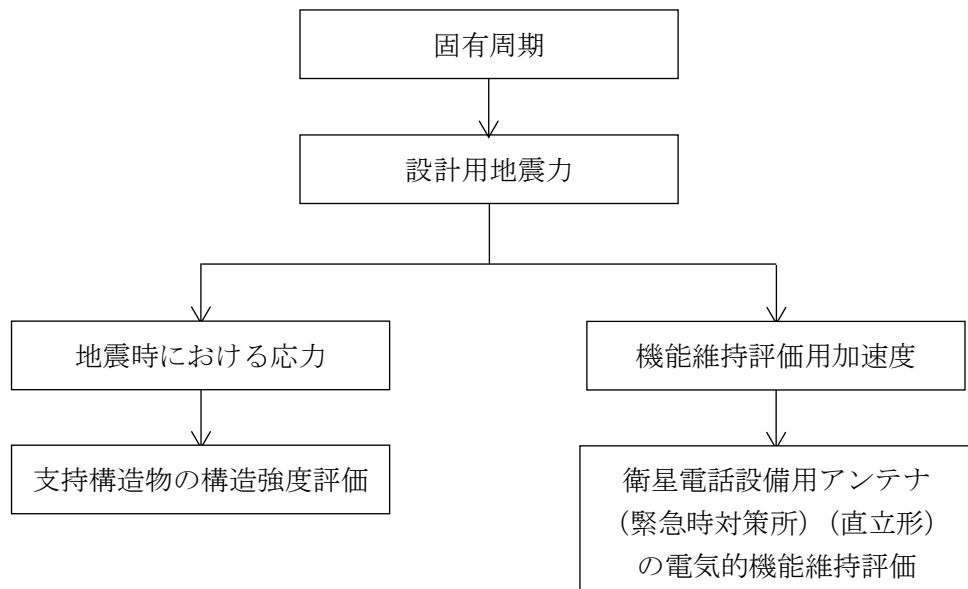 固有周期
設計用地震力
地震時における応力
機能維持評価用加速度
支持構造物の構造強度評価
衛星電話設備用アンテナ
（緊急時対策所）（直立形）
の電気的機能維持評価